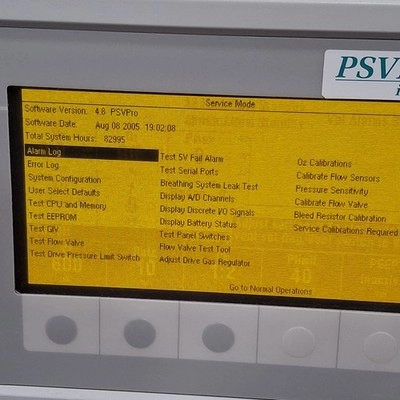 PSV
Service Mode
Software Version: 4.8 PSVPro
Software Date: Aug 08 2005 19:02:08
Total System Hours: 82995
Alarm Log
Error Log
System Configuration
User Select Defaults
Test CPU and Memory
Test EEPROM
Test GIV
Test Flow Valve
Test Drive Pressure Limit Switch
Test 5V Fail Alarm
Test Serial Ports
Breathing System Leak Test
Display A/D Channels
Display Discrete I/O Signals
Display Battery Status
Test Panel Switches
Flow Valve Test Tool
Adjust Drive Gas Regulator
O2 Calibrations
Calibrate Flow Sensors
Pressure Sensitivity
Calibrate Flow Valve
Bleed Resistor Calibration
Service Calibrations Required
Go to Normal Operations